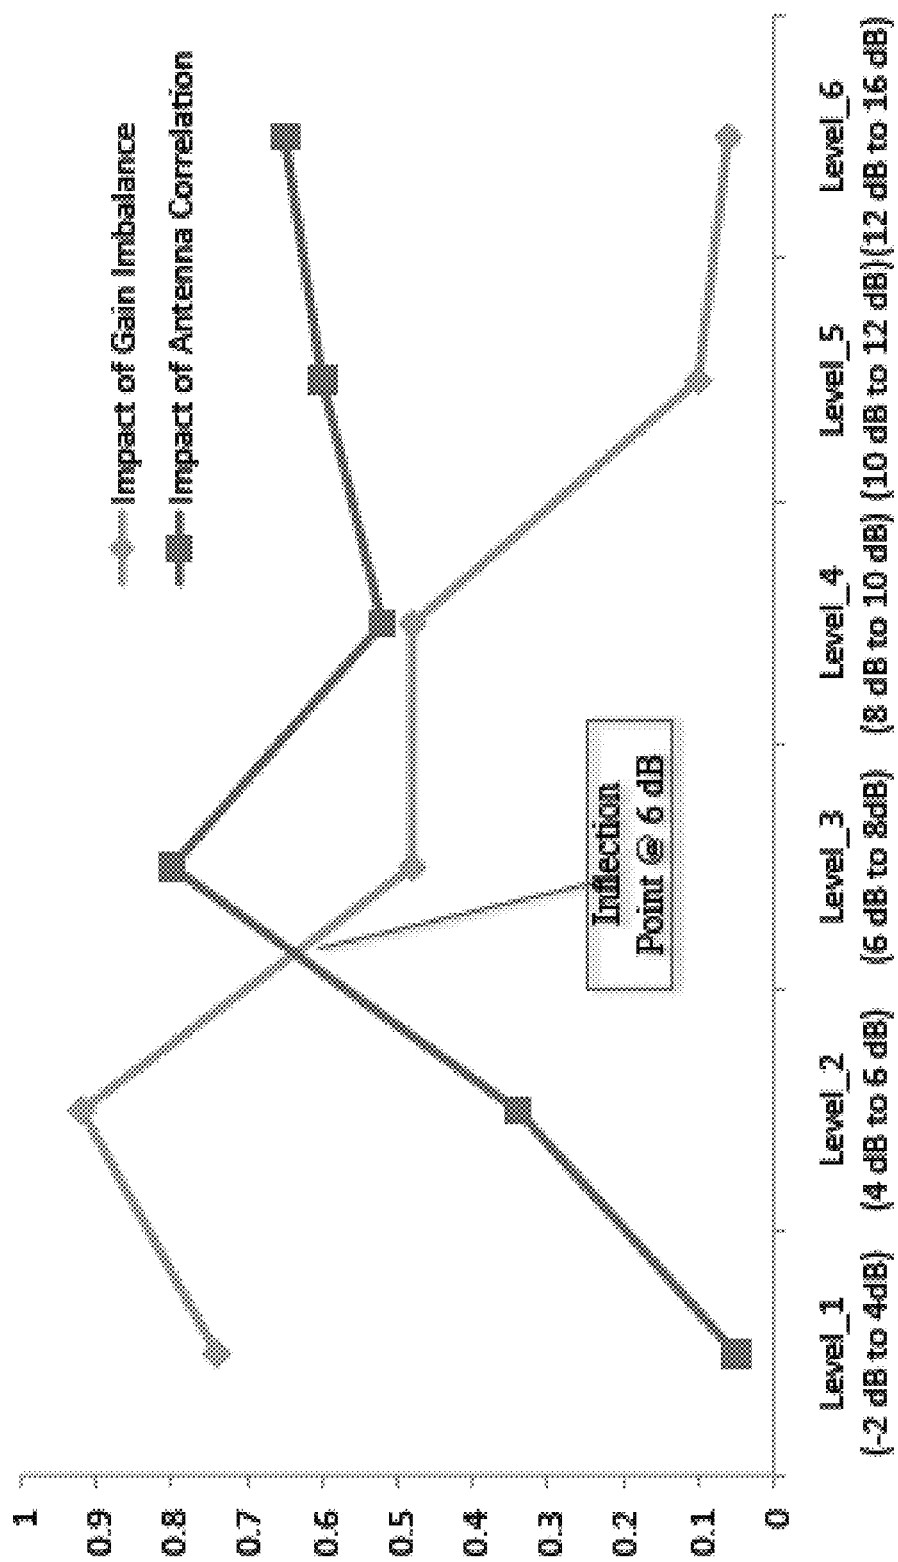 Impact of Gain Imbalance
Impact of Antenna Correlation
1
0.9
0.8
0.7
0.6
0.5
0.4
0.3
0.2
0.1
0
Inflection
Point @ 6 dB
Level_1
(-2 dB to 4dB)
Level_2
(4 dB to 6 dB)
Level_3
(6 dB to 8dB)
Level_4
(8 dB to 10 dB)
Level_5
(10 dB to 12 dB)
Level_6
(12 dB to 16 dB)